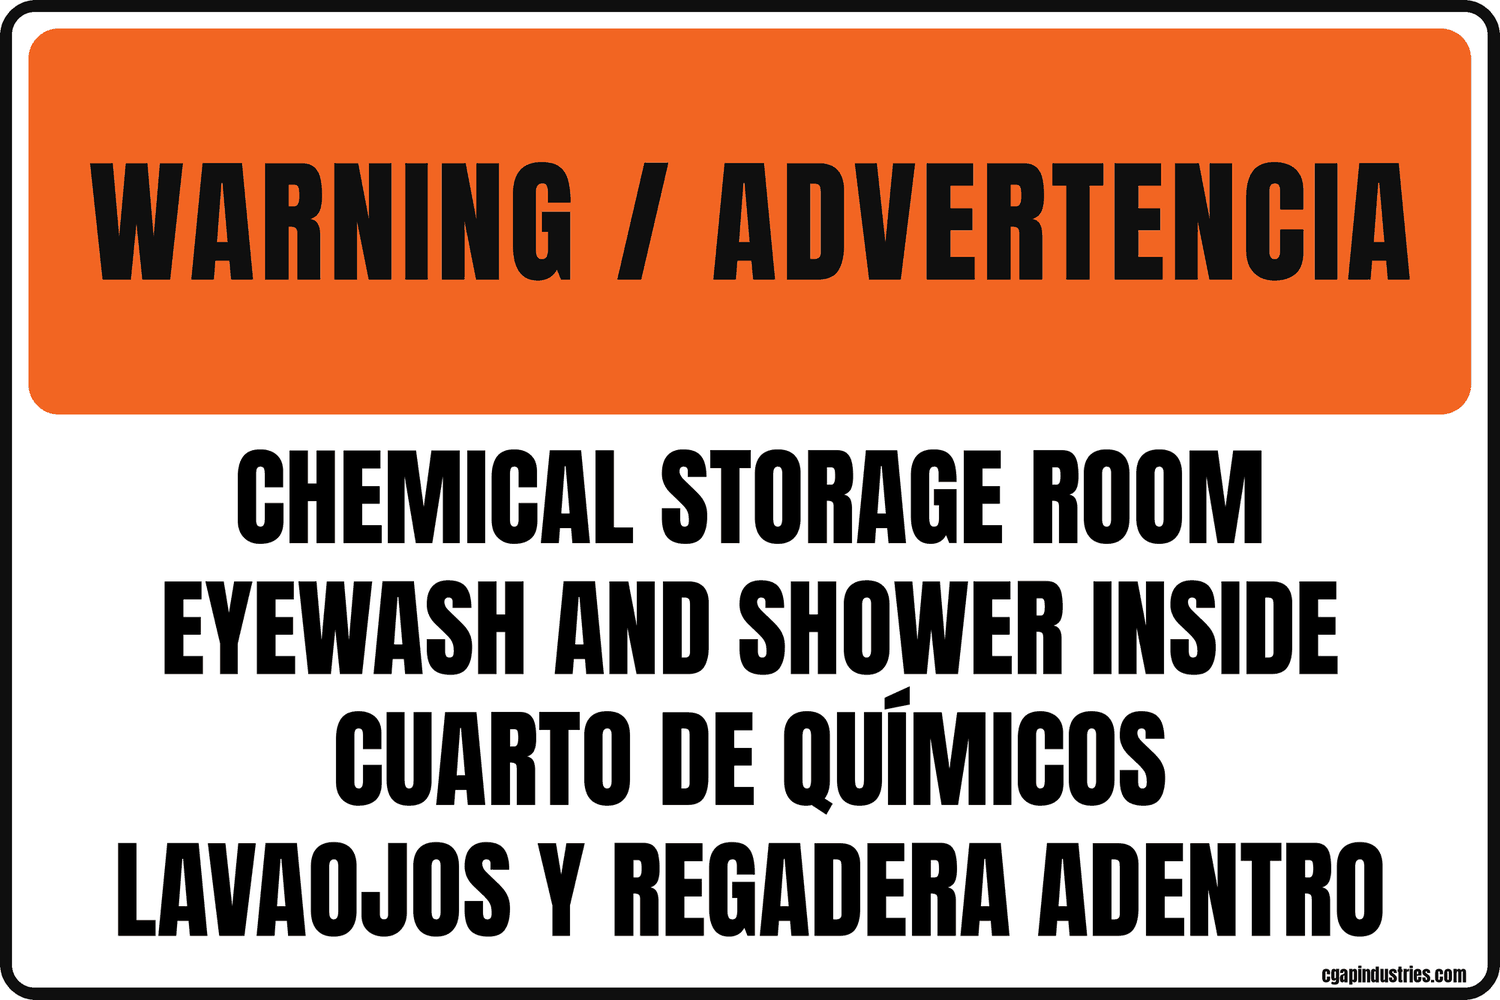 WARNING / ADVERTENCIA
CHEMICAL STORAGE ROOM
EYEWASH AND SHOWER INSIDE
CUARTO DE QUÍMICOS
LAVAOJOS Y REGADERA ADENTRO
cgapindustries.com